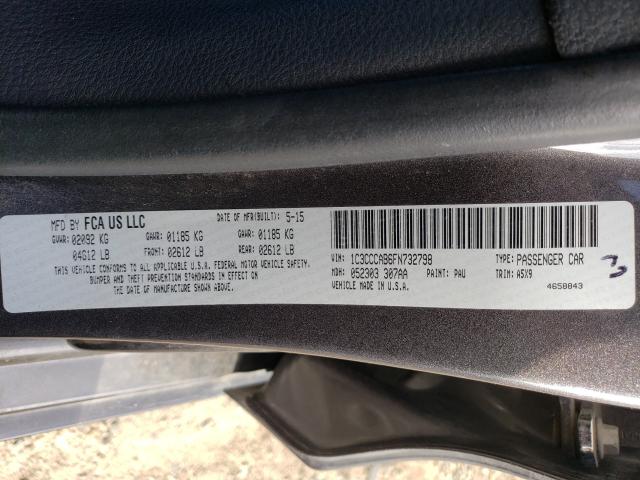 MFD BY FCA US LLC
DATE OF MFR(BUILT): 5-15
GVWR: 02092 KG GAWR: 01185 KG GAWR: 01185 KG
04612 LB FRONT: 02612 LB REAR: 02612 LB
THIS VEHICLE CONFORMS TO ALL APPLICABLE U.S.A. FEDERAL MOTOR VEHICLE SAFETY,
BUMPER AND THEFT PREVENTION STANDARDS IN EFFECT ON
THE DATE OF MANUFACTURE SHOWN ABOVE.
VIN: 1C3CCCAB6FN732798 TYPE: PASSENGER CAR
MDH: 052303 307AA PAINT: PAU TRIM: A5X9
VEHICLE MADE IN U.S.A. 4658843
3